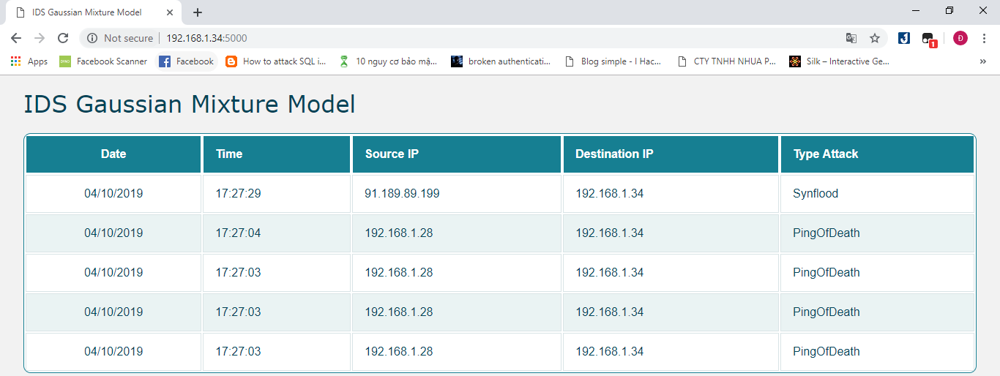 IDS Gaussian Mixture Model
Not secure | 192.168.1.34:5000 Đ
Apps Facebook Scanner Facebook How to attack SQL i... 10 nguy cơ bảo mậ... broken authenticati... Blog simple - I Hac... CTY TNHH NHUA P... Silk – Interactive Ge... »
1
IDS Gaussian Mixture Model
Date Time Source IP Destination IP Type Attack
04/10/2019 17:27:29 91.189.89.199 192.168.1.34 Synflood
04/10/2019 17:27:04 192.168.1.28 192.168.1.34 PingOfDeath
04/10/2019 17:27:03 192.168.1.28 192.168.1.34 PingOfDeath
04/10/2019 17:27:03 192.168.1.28 192.168.1.34 PingOfDeath
04/10/2019 17:27:03 192.168.1.28 192.168.1.34 PingOfDeath